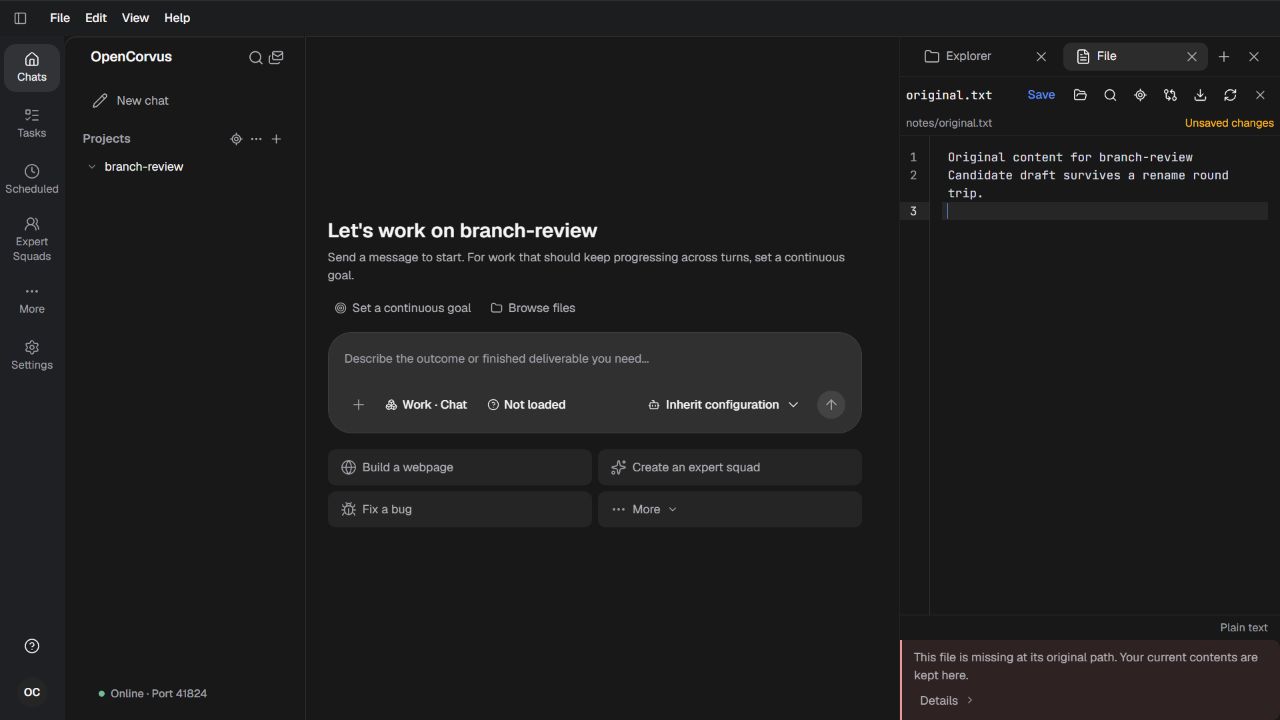 File Edit View Help
Chats
Tasks
Scheduled
Expert
Squads
More
Settings
OC
OpenCorvus
New chat
Projects
branch-review
Online · Port 41824
Let's work on branch-review
Send a message to start. For work that should keep progressing across turns, set a continuous
goal.
Set a continuous goal Browse files
Describe the outcome or finished deliverable you need...
Work · Chat Not loaded Inherit configuration
Build a webpage Create an expert squad
Fix a bug More
Explorer File
original.txt Save
notes/original.txt Unsaved changes
1 Original content for branch-review
2 Candidate draft survives a rename round
trip.
3
Plain text
This file is missing at its original path. Your current contents are
kept here.
Details